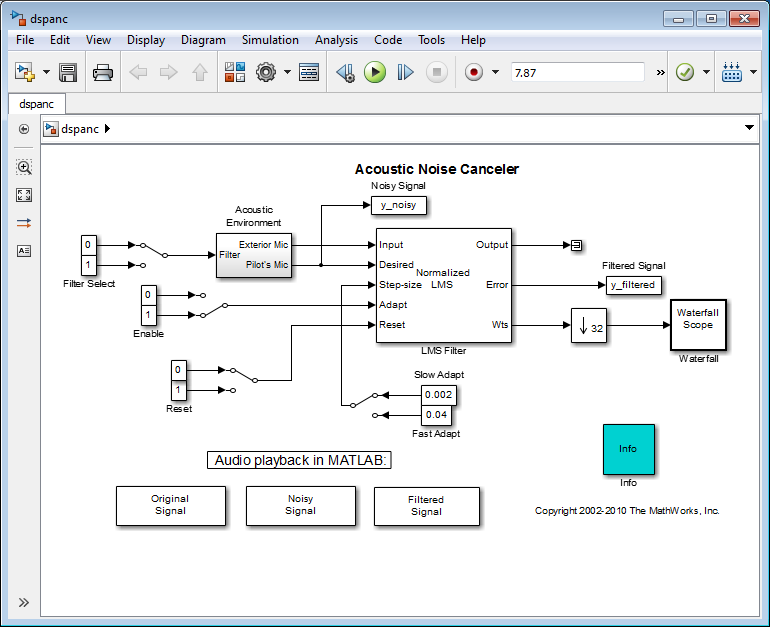 dspanc
File Edit View Display Diagram Simulation Analysis Code Tools Help
7.87
dspanc
dspanc
Acoustic Noise Canceler
Noisy Signal
y_noisy
Acoustic
Environment
Exterior Mic
Filter
Pilot's Mic
0
1
Filter Select
0
1
Enable
0
1
Reset
Input
Desired
Step-size
Adapt
Reset
Normalized
LMS
Output
Error
Wts
LMS Filter
Filtered Signal
y_filtered
32
Waterfall
Scope
Waterfall
Slow Adapt
0.002
0.04
Fast Adapt
Audio playback in MATLAB:
Original
Signal
Noisy
Signal
Filtered
Signal
Info
Info
Copyright 2002-2010 The MathWorks, Inc.